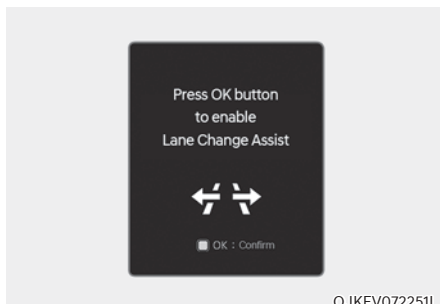 Press OK button
to enable
Lane Change Assist
OK : Confirm
OJKEV072251L